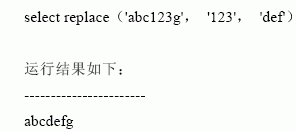 select replace（'abc123g'， '123'， 'def'）
运行结果如下：
-----------------------
abcdefg